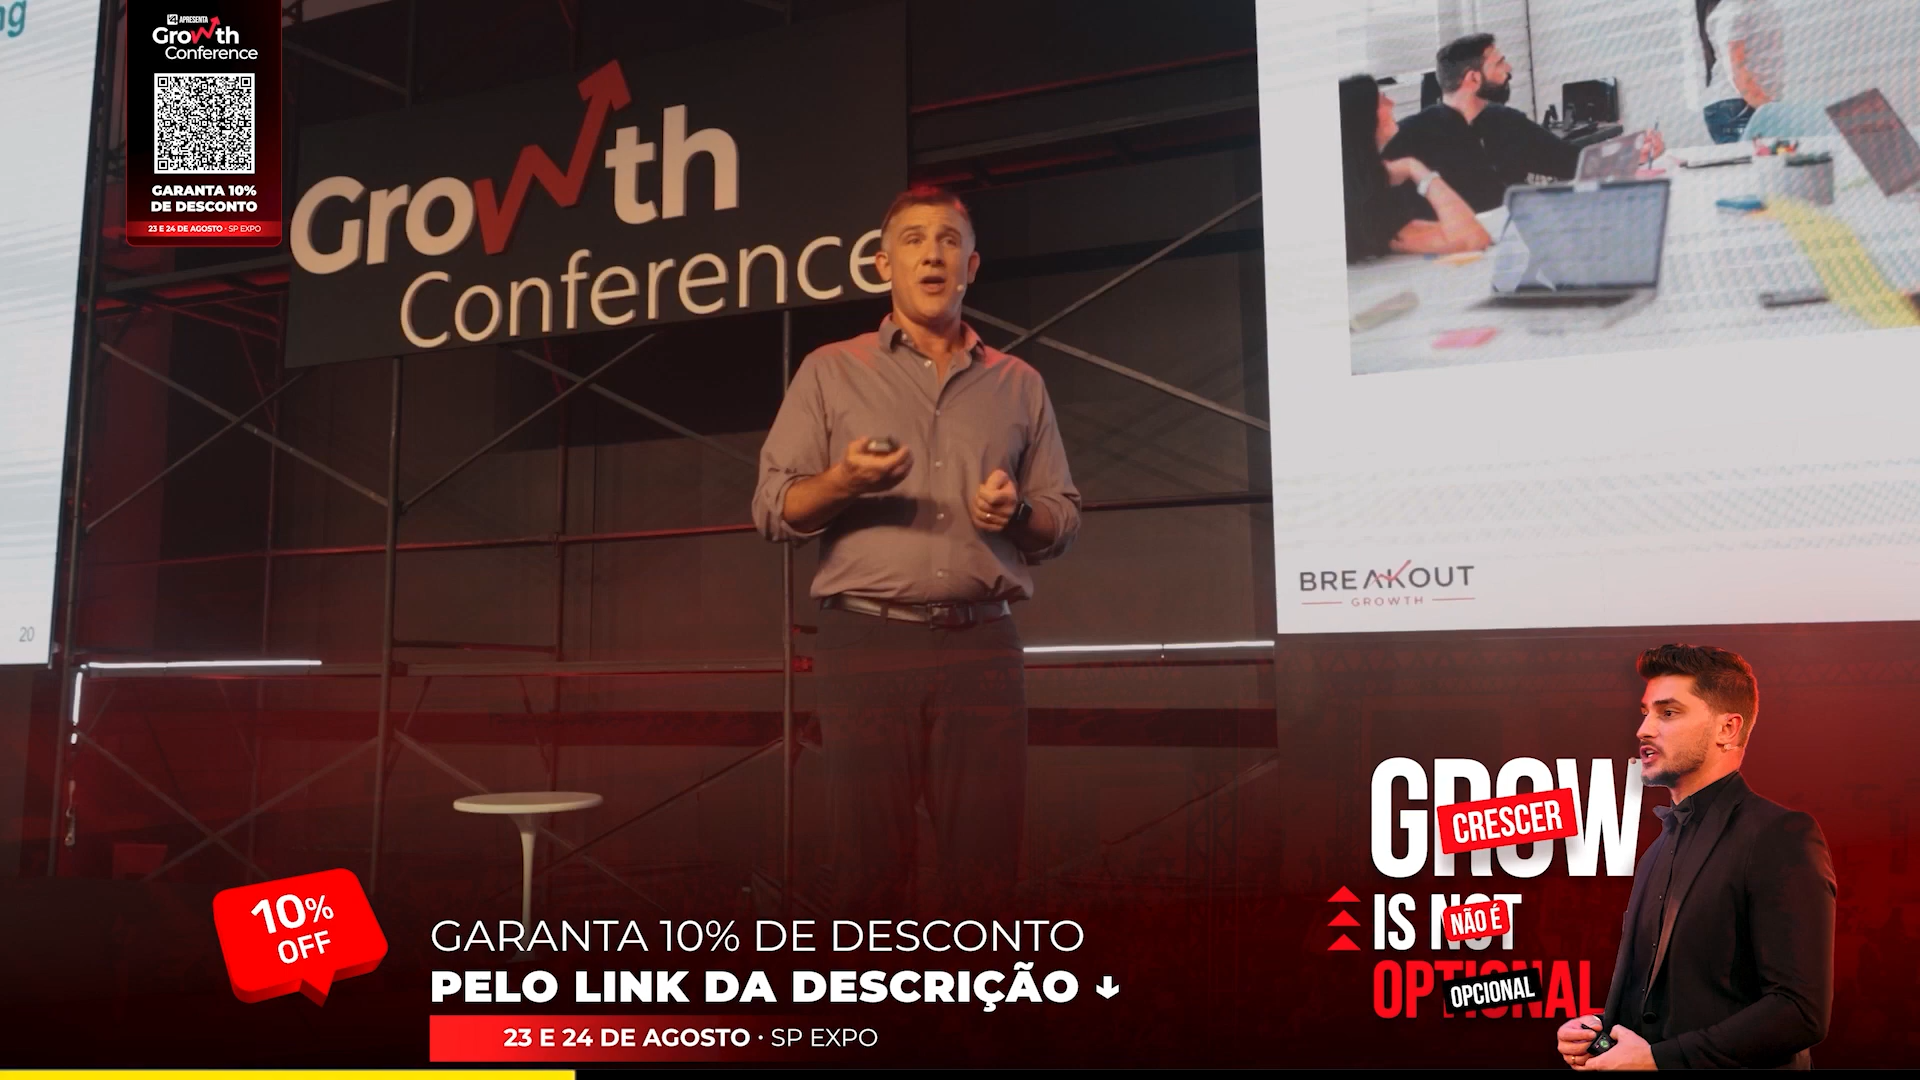 V4 APRESENTA
Growth
Conference
GARANTA 10%
DE DESCONTO
23 E 24 DE AGOSTO · SP EXPO
Growth
Conference
20
BREAKOUT
GROWTH
GROW
CRESCER
IS NOT
NÃO É
OPTIONAL
OPCIONAL
10%
OFF
GARANTA 10% DE DESCONTO
PELO LINK DA DESCRIÇÃO ↓
23 E 24 DE AGOSTO · SP EXPO